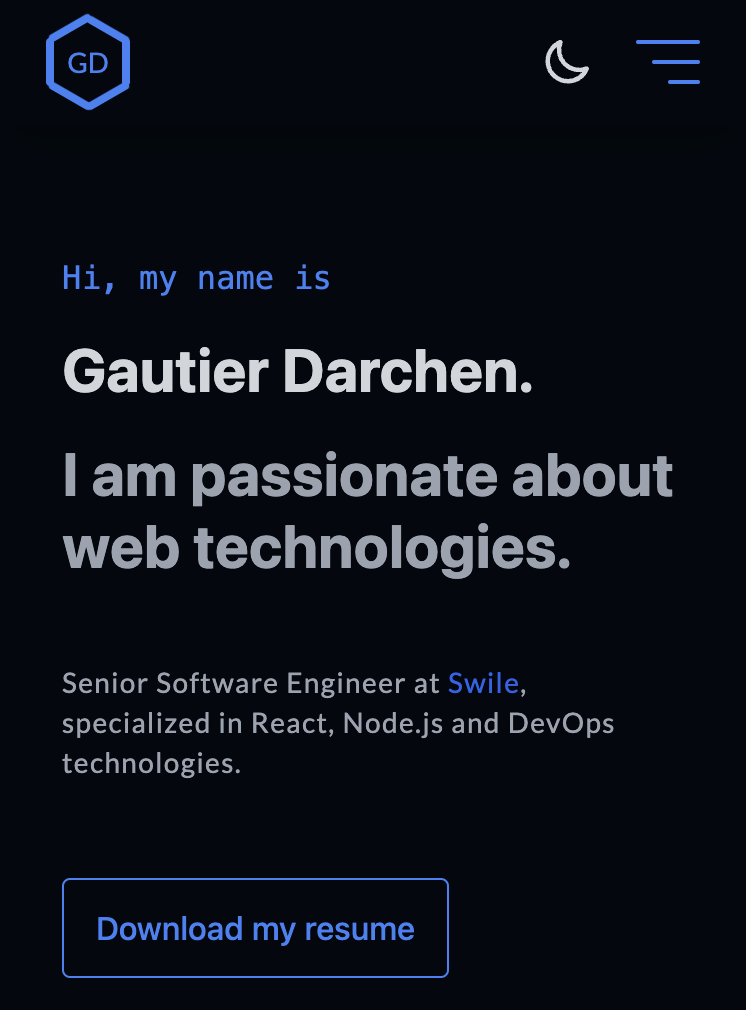 GD
Hi, my name is
Gautier Darchen.
I am passionate about
web technologies.
Senior Software Engineer at Swile,
specialized in React, Node.js and DevOps
technologies.
Download my resume